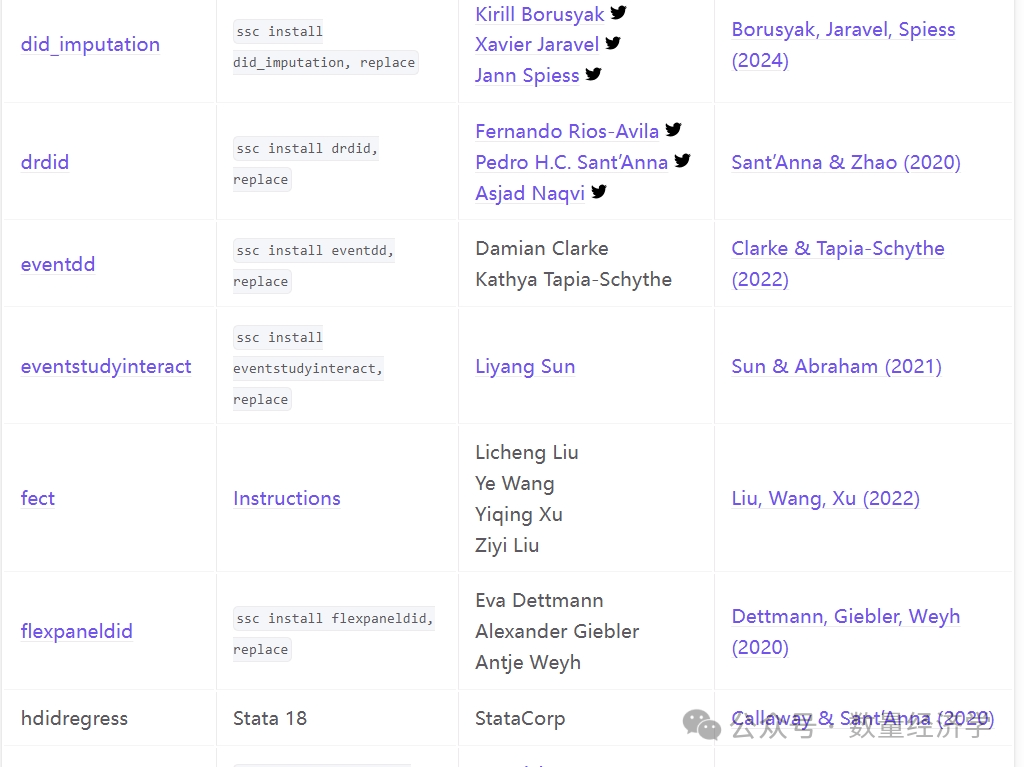 did_imputation
ssc install
did_imputation, replace
Kirill Borusyak
Xavier Jaravel
Jann Spiess
Borusyak, Jaravel, Spiess
(2024)
drdid
ssc install drdid,
replace
Fernando Rios-Avila
Pedro H.C. Sant’Anna
Asjad Naqvi
Sant’Anna & Zhao (2020)
eventdd
ssc install eventdd,
replace
Damian Clarke
Kathya Tapia-Schythe
Clarke & Tapia-Schythe
(2022)
eventstudyinteract
ssc install
eventstudyinteract,
replace
Liyang Sun
Sun & Abraham (2021)
fect
Instructions
Licheng Liu
Ye Wang
Yiqing Xu
Ziyi Liu
Liu, Wang, Xu (2022)
flexpaneldid
ssc install flexpaneldid,
replace
Eva Dettmann
Alexander Giebler
Antje Weyh
Dettmann, Giebler, Weyh
(2020)
hdidregress
Stata 18
StataCorp
Callaway & Sant’Anna (2020)
公众号 · 数量经济学